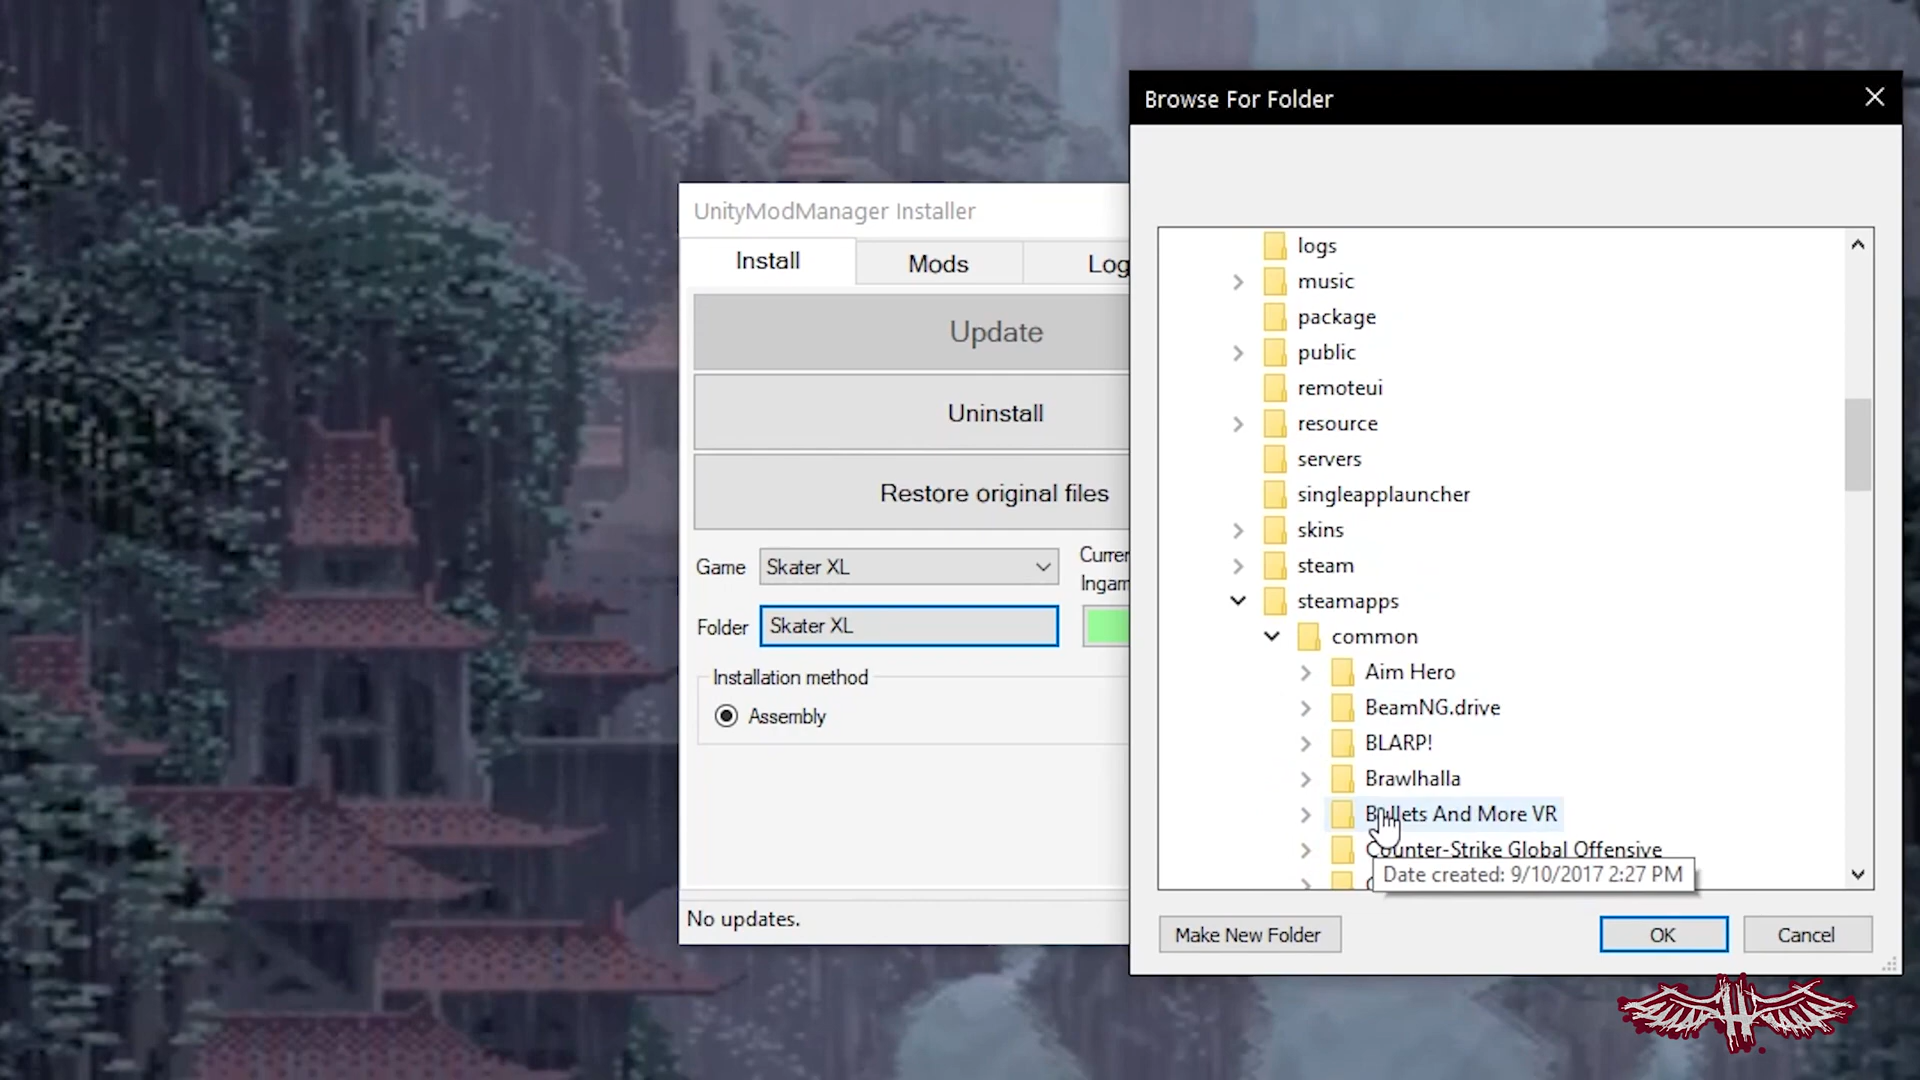 Browse For Folder
UnityModManager Installer
Install
Mods
Log
Update
Uninstall
Restore original files
Game
Skater XL
Curren
Ingam
Folder
Skater XL
Installation method
Assembly
No updates.
logs
music
package
public
remoteui
resource
servers
singleapplauncher
skins
steam
steamapps
common
Aim Hero
BeamNG.drive
BLARP!
Brawlhalla
Bullets And More VR
Counter-Strike Global Offensive
Date created: 9/10/2017 2:27 PM
Make New Folder
OK
Cancel